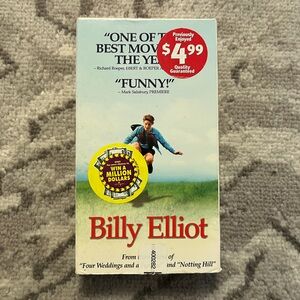 "ONE OF T
BEST MOV
THE YE
– Richard Roeper, EBERT & ROEPER A
Previously
Enjoyed
$4.99
Quality
Guaranteed
"FUNNY!"
– Mark Salisbury, PREMIERE
WIN A
MILLION
DOLLARS
Billy Elliot
From of
"Four Weddings and a nd "Notting Hill"